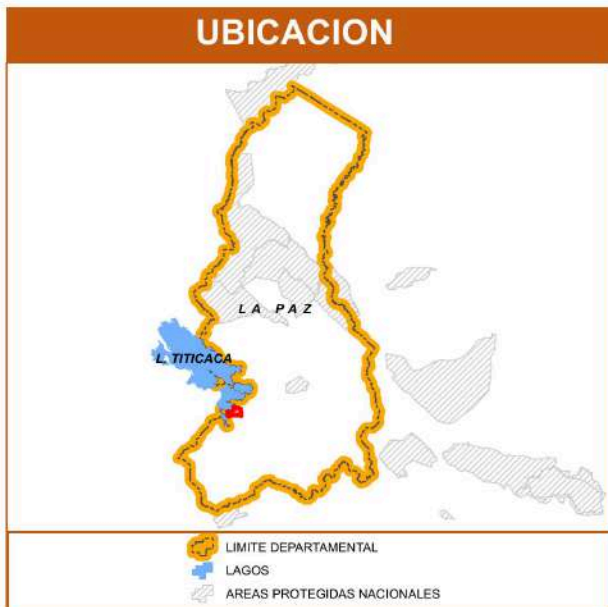 UBICACION
LA PAZ
L. TITICACA
LIMITE DEPARTAMENTAL
LAGOS
AREAS PROTEGIDAS NACIONALES